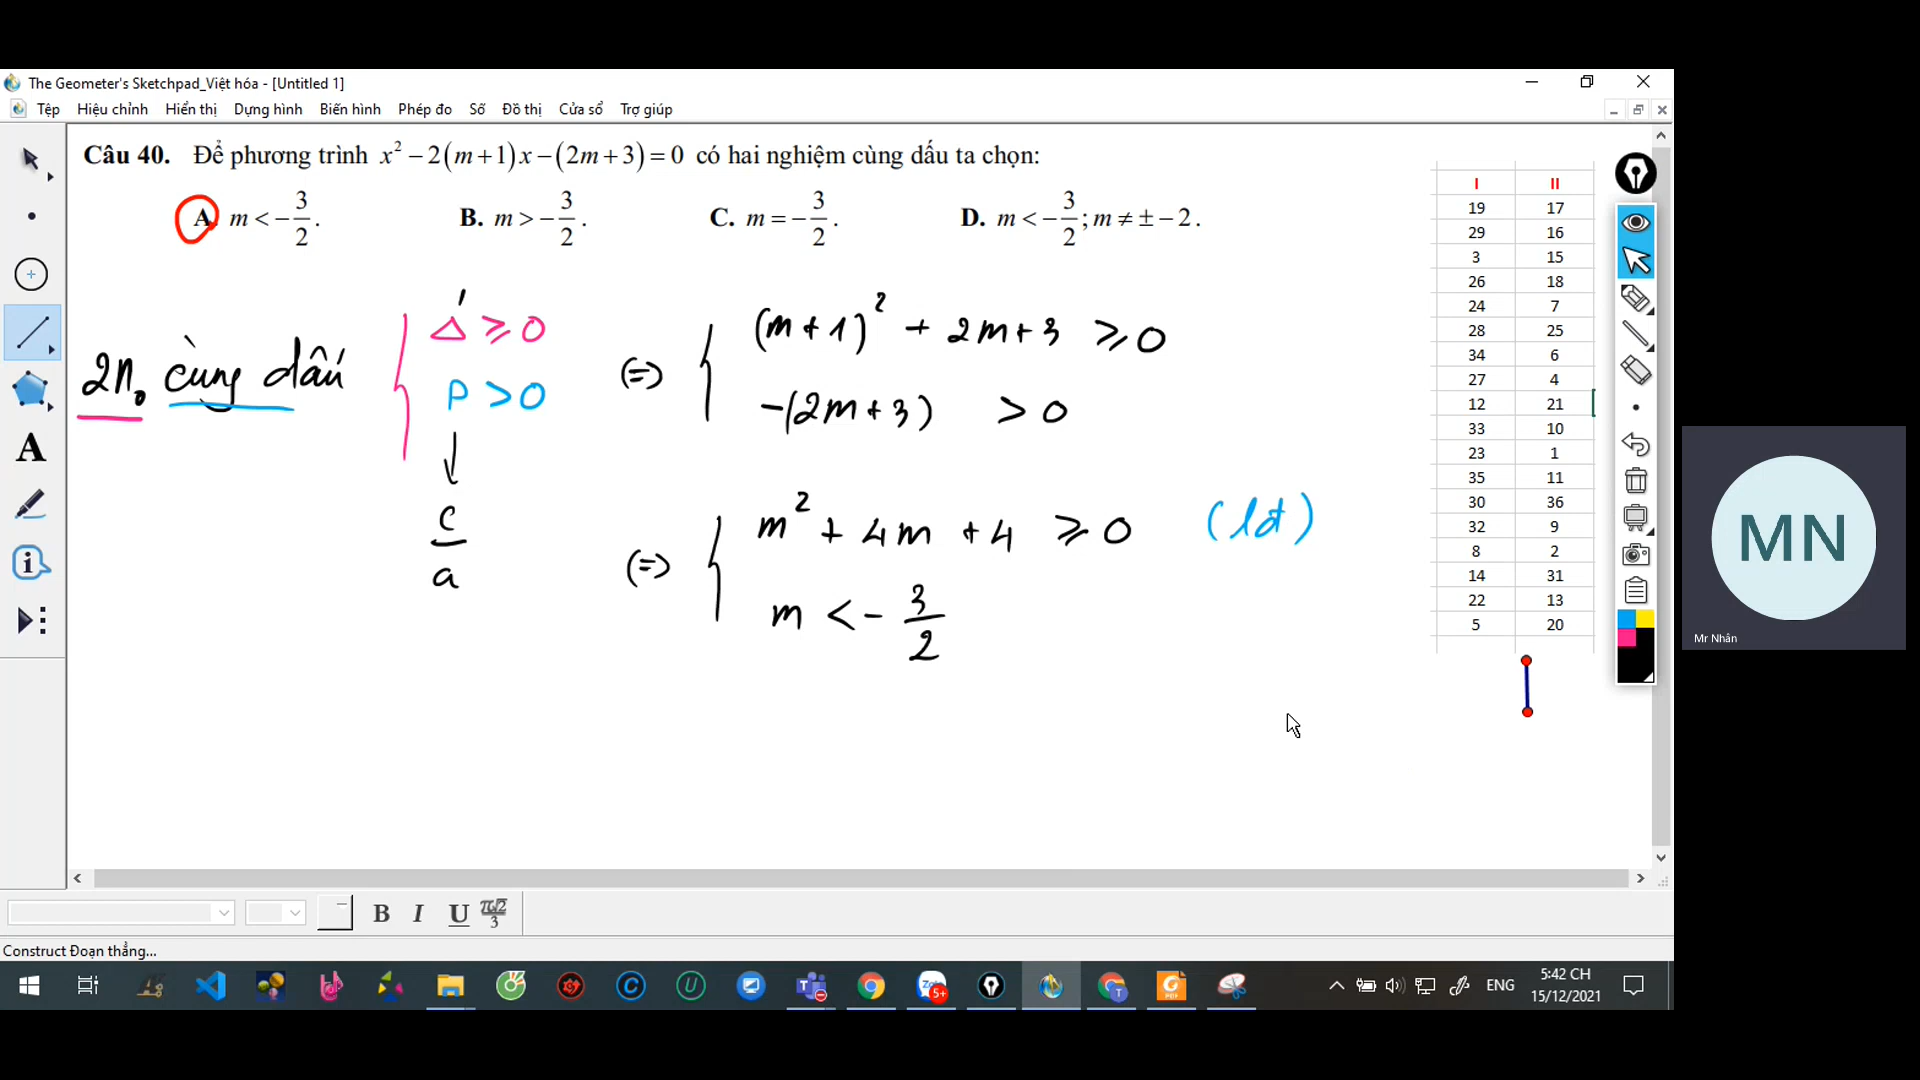 The Geometer's Sketchpad_Việt hóa - [Untitled 1]
Tệp Hiệu chỉnh Hiển thị Dựng hình Biến hình Phép đo Số Đồ thị Cửa sổ Trợ giúp
Câu 40. Để phương trình x² − 2(m+1)x − (2m+3) = 0 có hai nghiệm cùng dấu ta chọn:
A. m < −3/2. B. m > −3/2. C. m = −3/2. D. m < −3/2; m ≠ ± − 2.
2n₀ cùng dấu
Δ' ⩾ 0
P > 0
c/a
(=) (m+1)² + 2m+3 ⩾ 0
-(2m+3) > 0
(=) m² + 4m + 4 ⩾ 0 (lđ)
m < - 3/2
I II
19 17
29 16
3 15
26 18
24 7
28 25
34 6
27 4
12 21
33 10
23 1
35 11
30 36
32 9
8 2
14 31
22 13
5 20
MN
Mr Nhân
A
B I U
Construct Đoạn thẳng...
5+
ENG
5:42 CH
15/12/2021